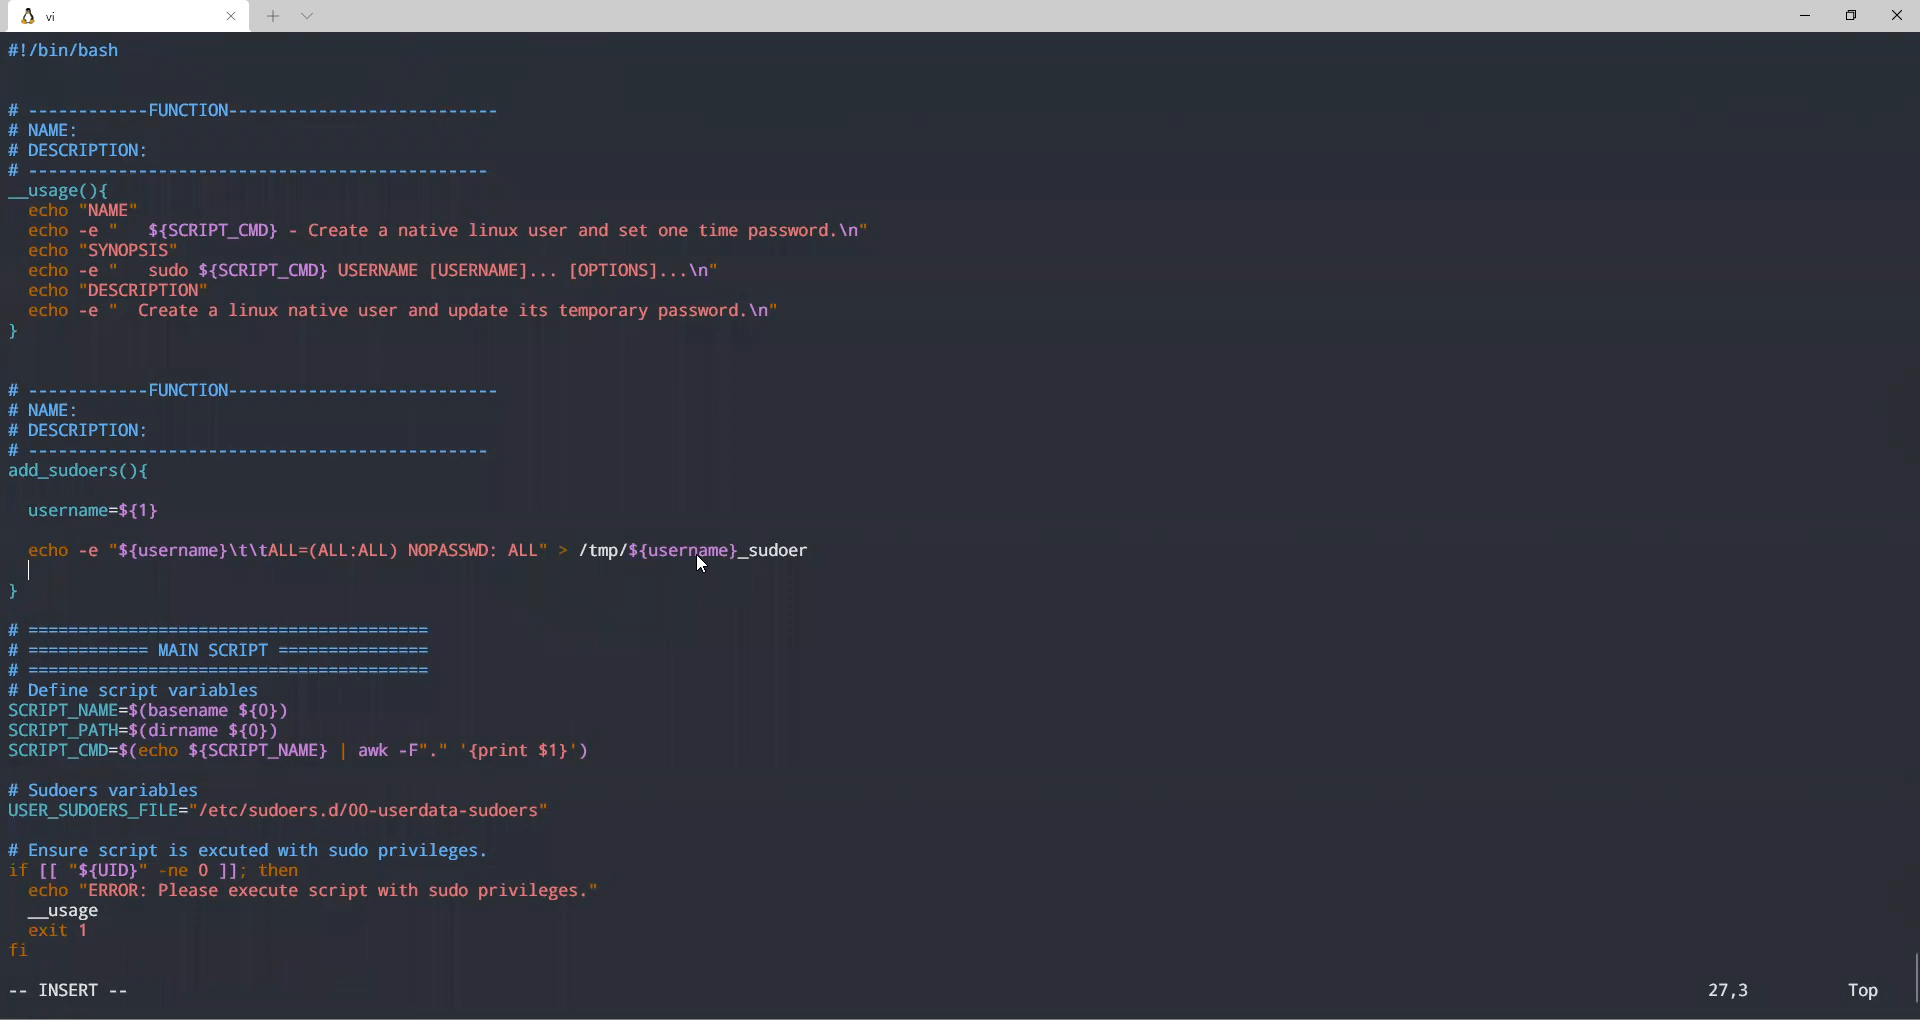 vi
#!/bin/bash
# ------------FUNCTION---------------------------
# NAME:
# DESCRIPTION:
# ----------------------------------------------
__usage(){
  echo "NAME"
  echo -e "   ${SCRIPT_CMD} - Create a native linux user and set one time password.\n"
  echo "SYNOPSIS"
  echo -e "   sudo ${SCRIPT_CMD} USERNAME [USERNAME]... [OPTIONS]...\n"
  echo "DESCRIPTION"
  echo -e "  Create a linux native user and update its temporary password.\n"
}
# ------------FUNCTION---------------------------
# NAME:
# DESCRIPTION:
# ----------------------------------------------
add_sudoers(){
  username=${1}
  echo -e "${username}\t\tALL=(ALL:ALL) NOPASSWD: ALL" > /tmp/${username}_sudoer
}
# ========================================
# ============ MAIN SCRIPT ===============
# ========================================
# Define script variables
SCRIPT_NAME=$(basename ${0})
SCRIPT_PATH=$(dirname ${0})
SCRIPT_CMD=$(echo ${SCRIPT_NAME} | awk -F"." '{print $1}')
# Sudoers variables
USER_SUDOERS_FILE="/etc/sudoers.d/00-userdata-sudoers"
# Ensure script is excuted with sudo privileges.
if [[ "${UID}" -ne 0 ]]; then
  echo "ERROR: Please execute script with sudo privileges."
  __usage
  exit 1
fi
-- INSERT -- 27,3 Top